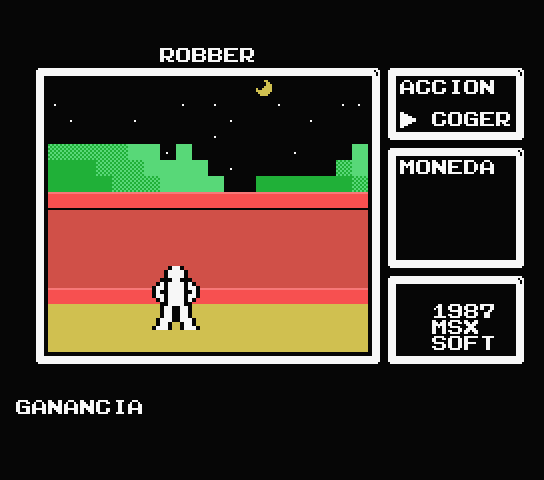 ROBBER
ACCION
▶ COGER
MONEDA
1987
MSX
SOFT
GANANCIA